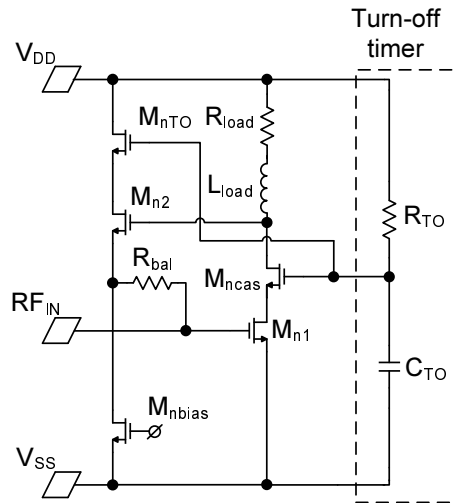 Turn-off
timer
VDD
MnTO
Rload
Mn2
Lload
RTO
Rbal
Mncas
RFIN
Mn1
CTO
Mnbias
VSS